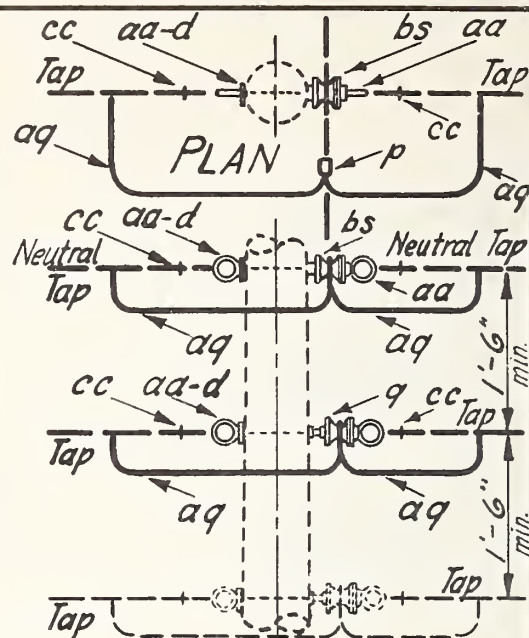 cc aa-d bs aa
Tap Tap
cc
aq PLAN p
aq
cc aa-d bs
Neutral Neutral Tap
Tap aa
aq aq
1'-6" min.
cc aa-d q cc
Tap
Tap
aq aq
1'-6" min.
Tap
Tap